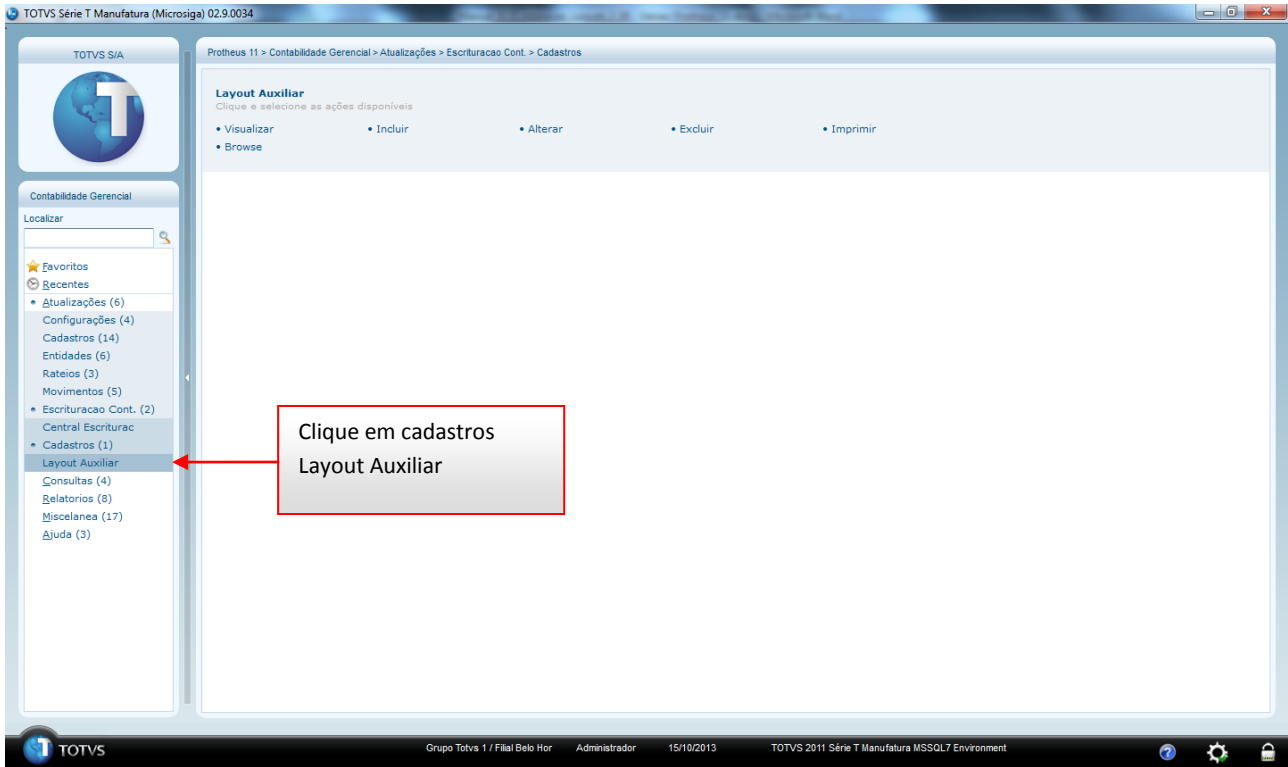 TOTVS Série T Manufatura (Microsiga) 02.9.0034
TOTVS S/A
Protheus 11 > Contabilidade Gerencial > Atualizações > Escrituracao Cont. > Cadastros
Layout Auxiliar
Clique e selecione as ações disponíveis
• Visualizar • Incluir • Alterar • Excluir • Imprimir
• Browse
Contabilidade Gerencial
Localizar
Favoritos
Recentes
• Atualizações (6)
Configurações (4)
Cadastros (14)
Entidades (6)
Rateios (3)
Movimentos (5)
• Escrituracao Cont. (2)
Central Escriturac
• Cadastros (1)
Layout Auxiliar
Consultas (4)
Relatorios (8)
Miscelanea (17)
Ajuda (3)
Clique em cadastros
Layout Auxiliar
TOTVS
Grupo Totvs 1 / Filial Belo Hor Administrador 15/10/2013 TOTVS 2011 Série T Manufatura MSSQL7 Environment